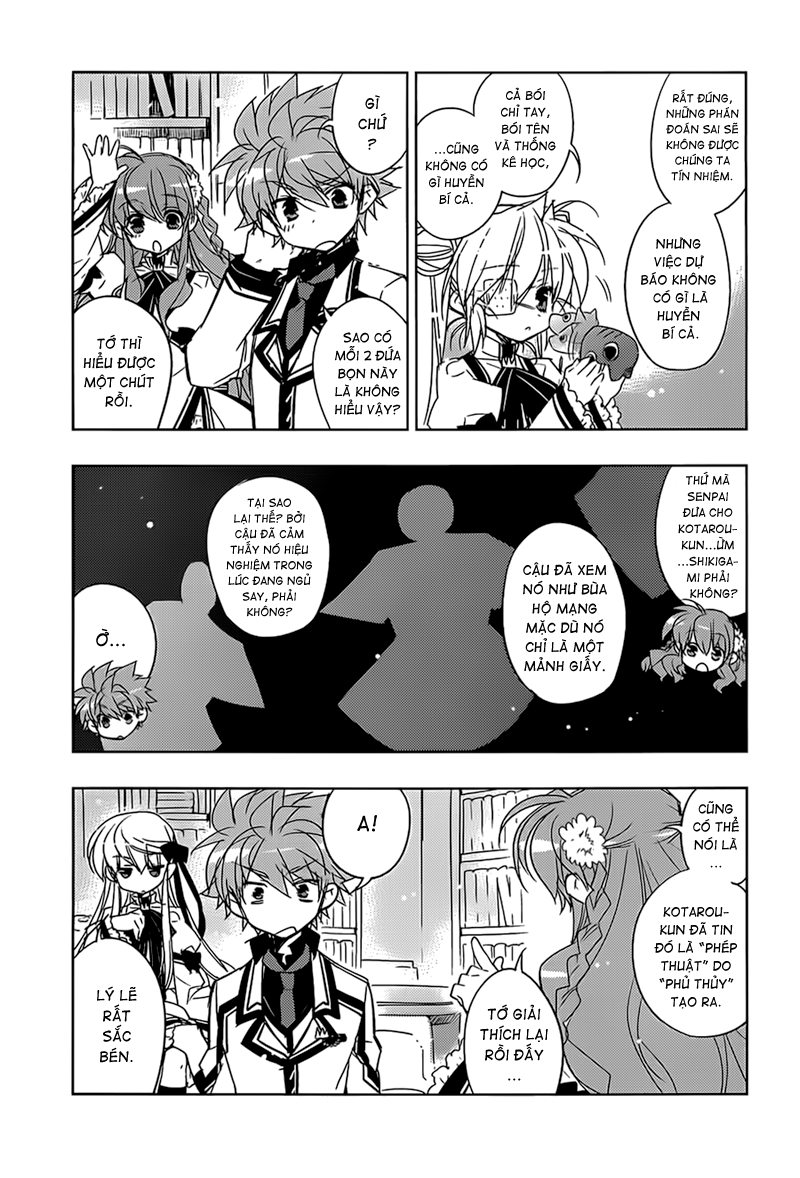 RẤT ĐÚNG,
NHỮNG PHÁN
ĐOÁN SAI SẼ
KHÔNG ĐƯỢC
CHÚNG TA
TÍN NHIỆM.
NHƯNG
VIỆC DỰ
BÁO KHÔNG
CÓ GÌ LÀ
HUYỀN
BÍ CẢ.
CẢ BÓI
CHỈ TAY,
BÓI TÊN
VÀ THỐNG
KÊ HỌC,
...CŨNG
KHÔNG CÓ
GÌ HUYỀN
BÍ CẢ.
GÌ
CHỨ
?
SAO CÓ
MỖI 2 ĐỨA
BỌN NÀY
LÀ KHÔNG
HIỂU VẬY?
TỚ THÌ
HIỂU ĐƯỢC
MỘT CHÚT
RỒI.
THỨ MÀ
SENPAI
ĐƯA CHO
KOTAROU-
KUN...ỪM
...SHIKIGA-
MI PHẢI
KHÔNG?
CẬU ĐÃ XEM
NÓ NHƯ BÙA
HỘ MẠNG
MẶC DÙ NÓ
CHỈ LÀ MỘT
MẢNH GIẤY.
TẠI SAO
LẠI THẾ? BỞI
CẬU ĐÃ CẢM
THẤY NÓ HIỆU
NGHIỆM TRONG
LÚC ĐANG NGỦ
SAY, PHẢI
KHÔNG?
Ờ...
CŨNG
CÓ THỂ
NÓI LÀ
...
KOTAROU-
KUN ĐÃ TIN
ĐÓ LÀ “PHÉP
THUẬT” DO
“PHỦ THỦY”
TẠO RA.
A!
TỚ GIẢI
THÍCH LẠI
RỒI ĐẤY
...
LÝ LẼ
RẤT
SẮC
BÉN.